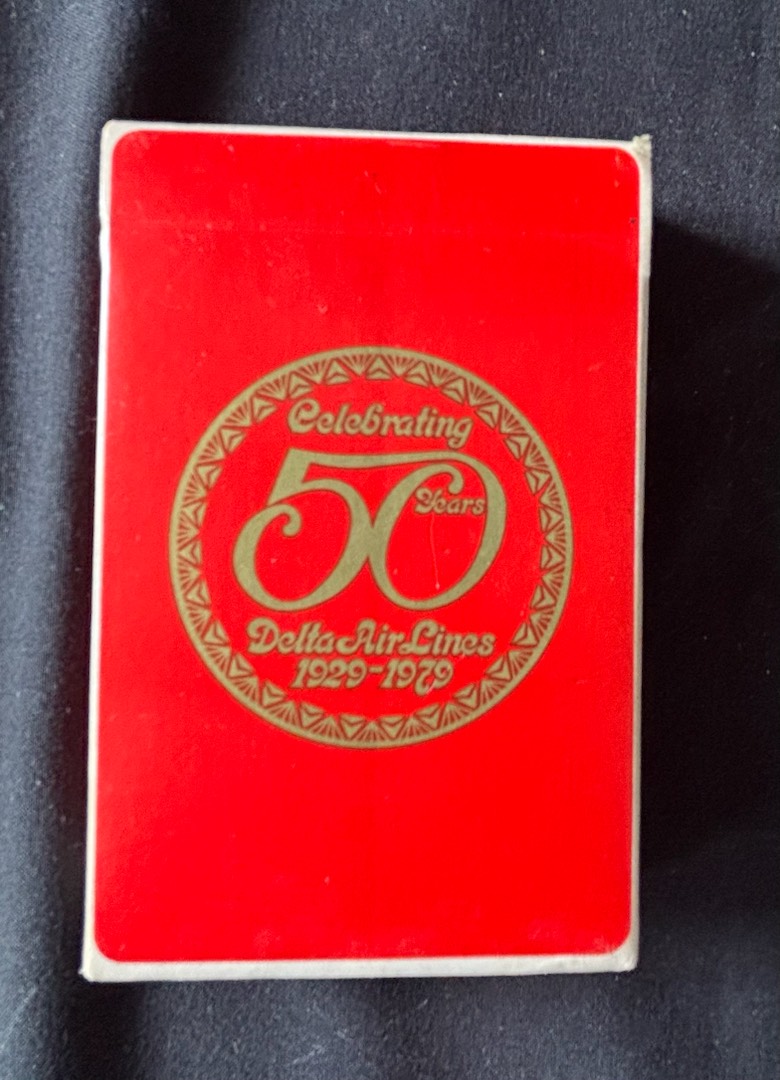 Celebrating
50 Years
Delta Air Lines
1929-1979